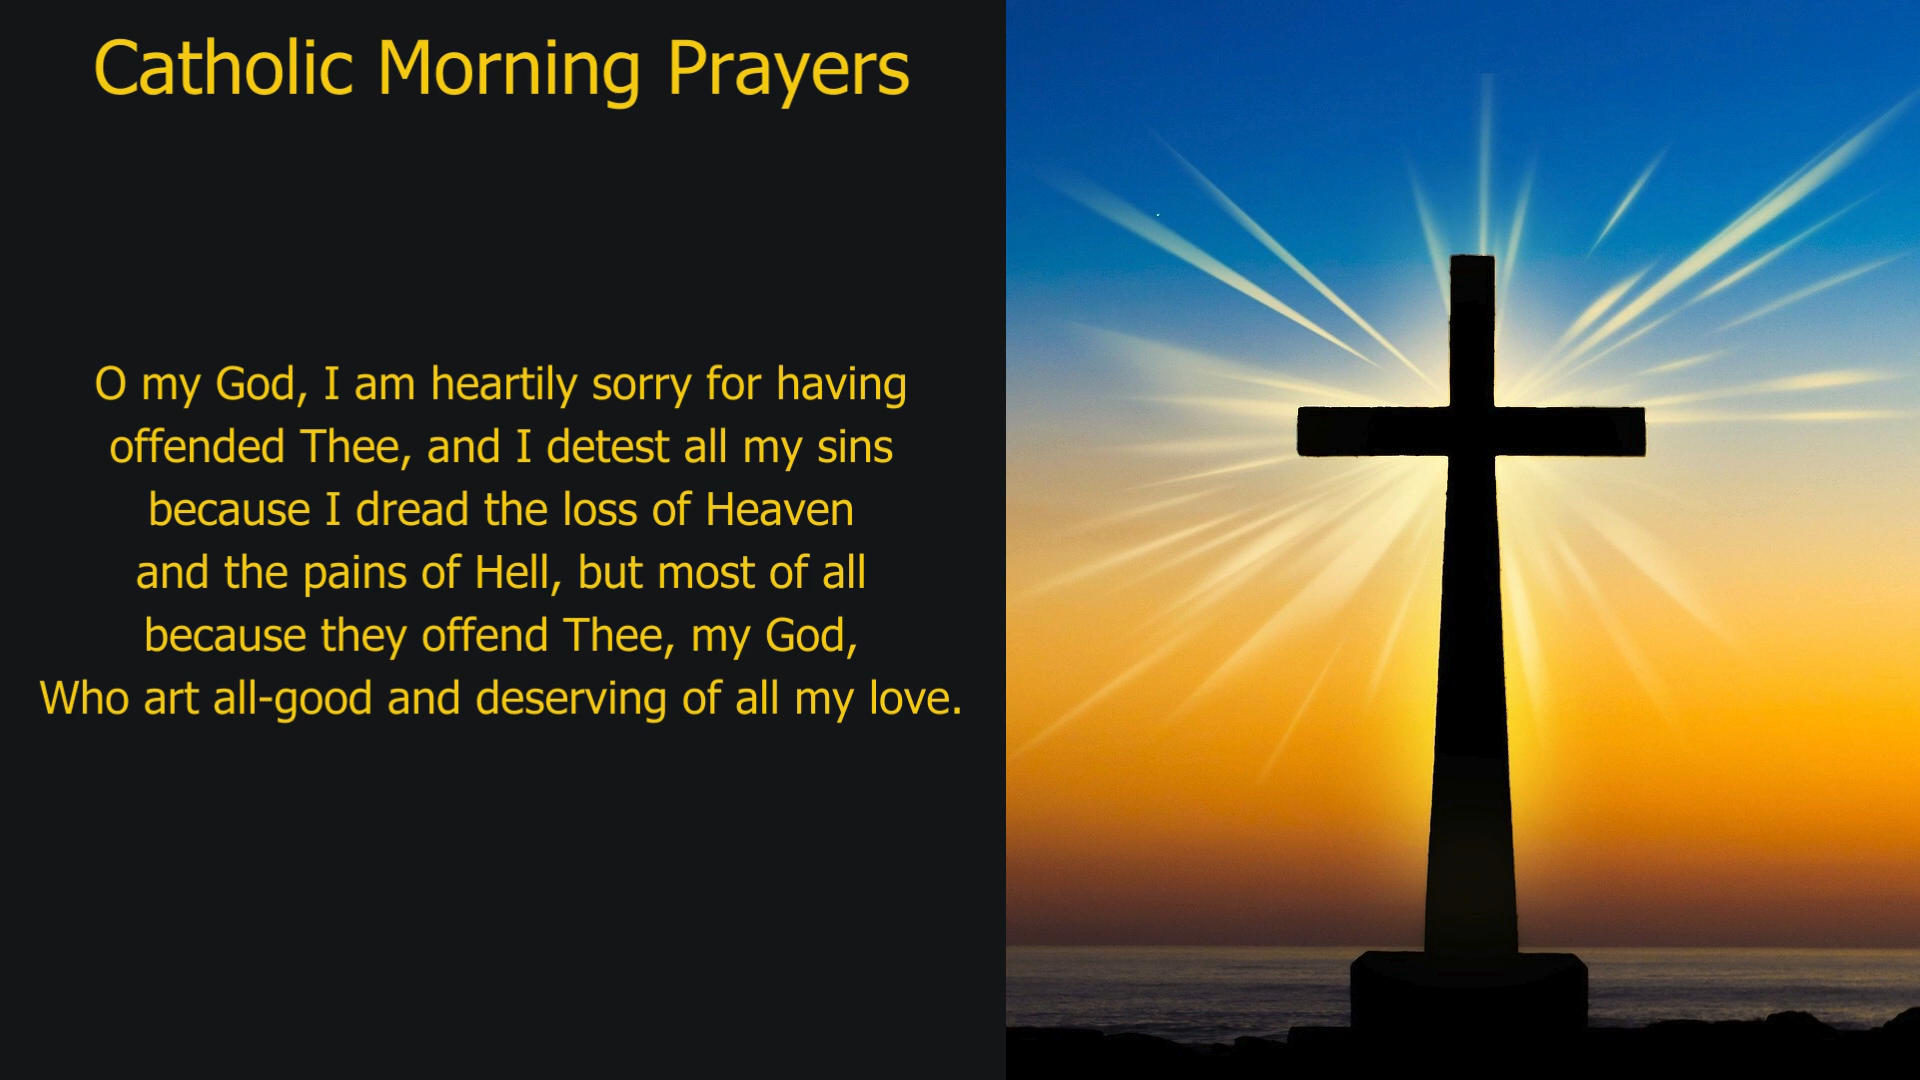 Catholic Morning Prayers
O my God, I am heartily sorry for having
offended Thee, and I detest all my sins
because I dread the loss of Heaven
and the pains of Hell, but most of all
because they offend Thee, my God,
Who art all-good and deserving of all my love.